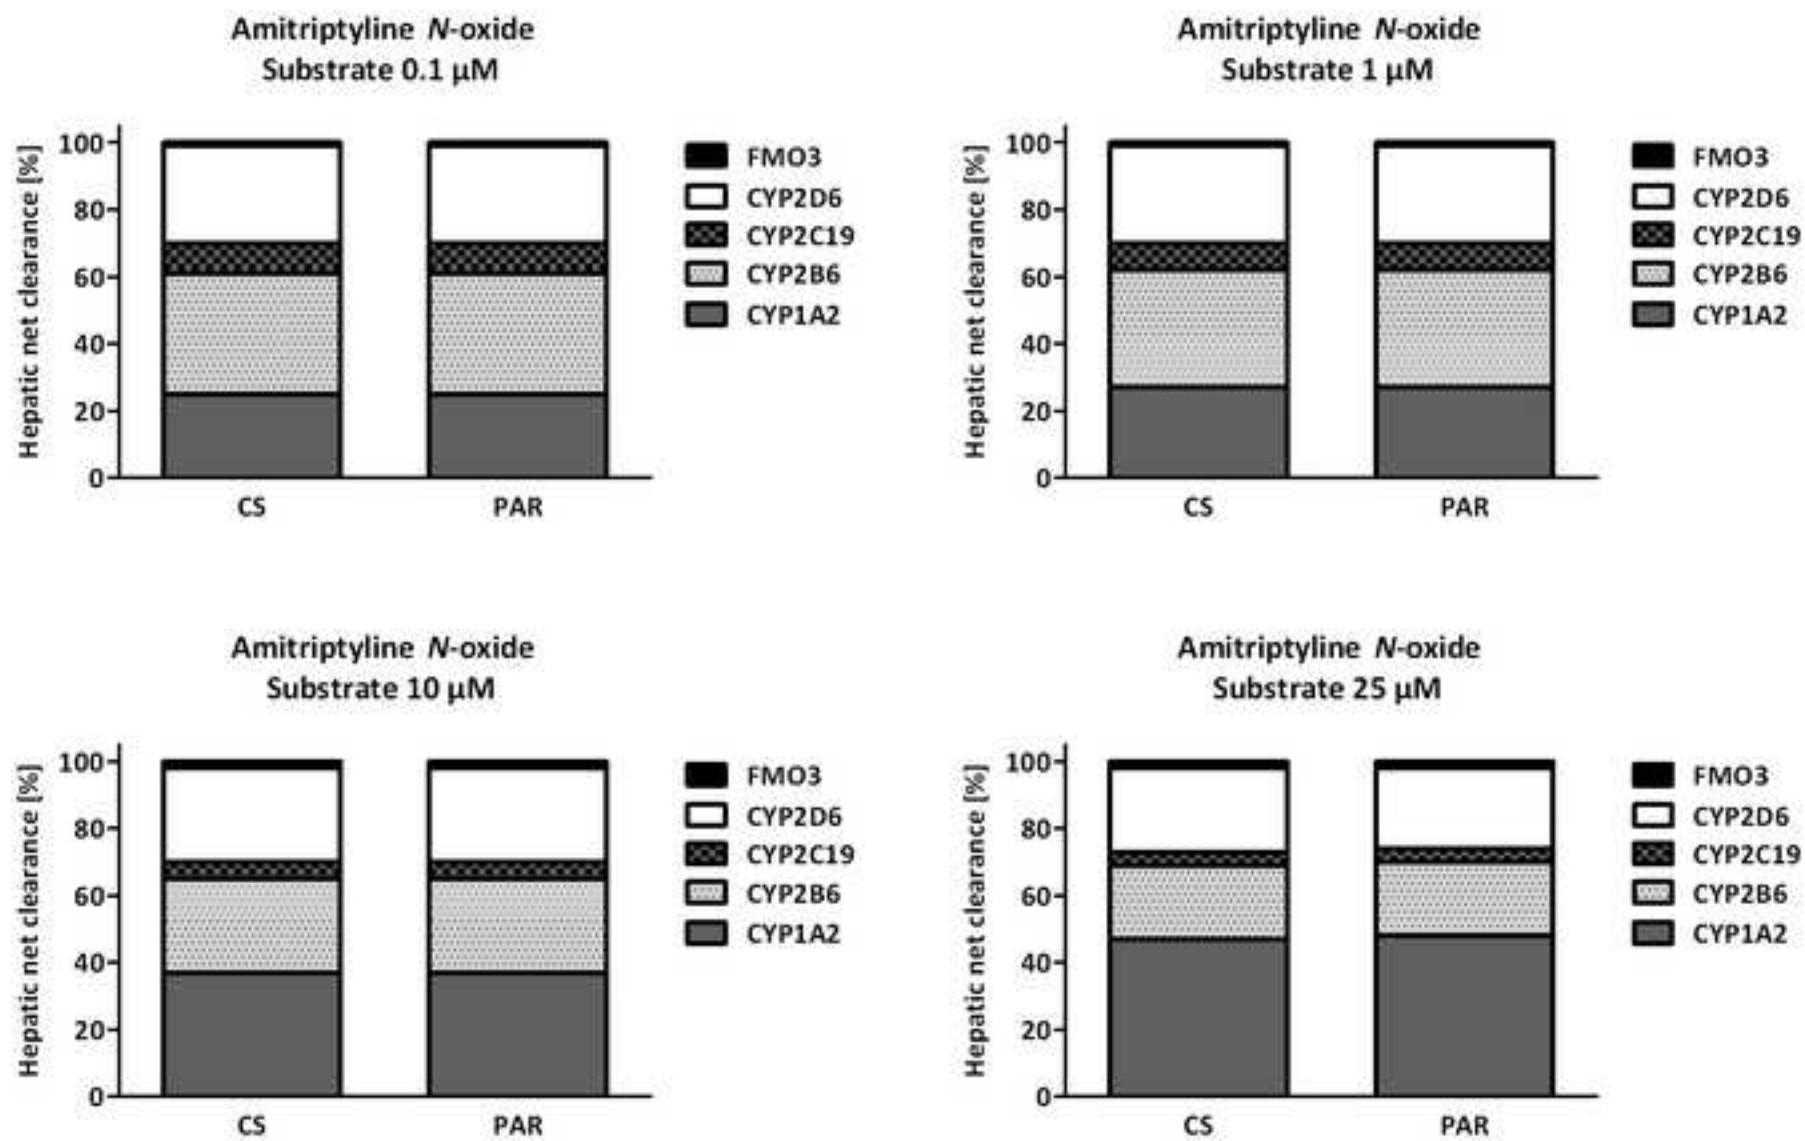 Amitriptyline N-oxide
Substrate 0.1 µM
Hepatic net clearance [%]
100
80
60
40
20
0
CS
PAR
FMO3
CYP2D6
CYP2C19
CYP2B6
CYP1A2
Amitriptyline N-oxide
Substrate 1 µM
Hepatic net clearance [%]
100
80
60
40
20
0
CS
PAR
FMO3
CYP2D6
CYP2C19
CYP2B6
CYP1A2
Amitriptyline N-oxide
Substrate 10 µM
Hepatic net clearance [%]
100
80
60
40
20
0
CS
PAR
FMO3
CYP2D6
CYP2C19
CYP2B6
CYP1A2
Amitriptyline N-oxide
Substrate 25 µM
Hepatic net clearance [%]
100
80
60
40
20
0
CS
PAR
FMO3
CYP2D6
CYP2C19
CYP2B6
CYP1A2